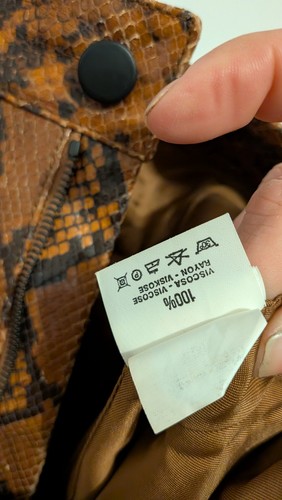 100%
RAYON - VISKOSE
VISCOSA - VISCOSE
P